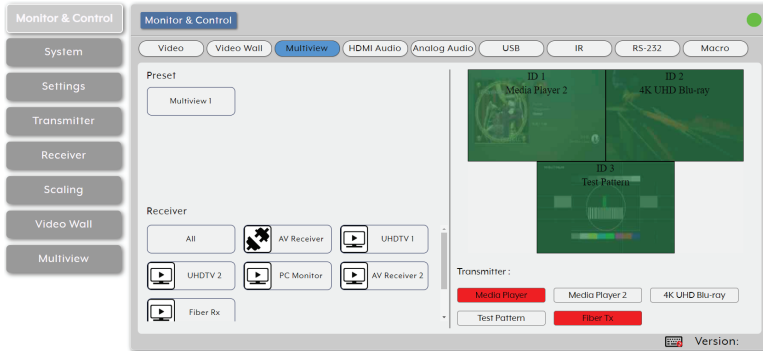 Monitor & Control
System
Settings
Transmitter
Receiver
Scaling
Video Wall
Multiview
Monitor & Control
Video
Video Wall
Multiview
HDMI Audio
Analog Audio
USB
IR
RS-232
Macro
Preset
Multiview 1
Receiver
All
AV Receiver
UHDTV 1
UHDTV 2
PC Monitor
AV Receiver 2
Fiber Rx
ID 1
Media Player 2
ID 2
4K UHD Blu-ray
ID 3
Test Pattern
Transmitter :
Media Player
Media Player 2
4K UHD Blu-ray
Test Pattern
Fiber Tx
Version: